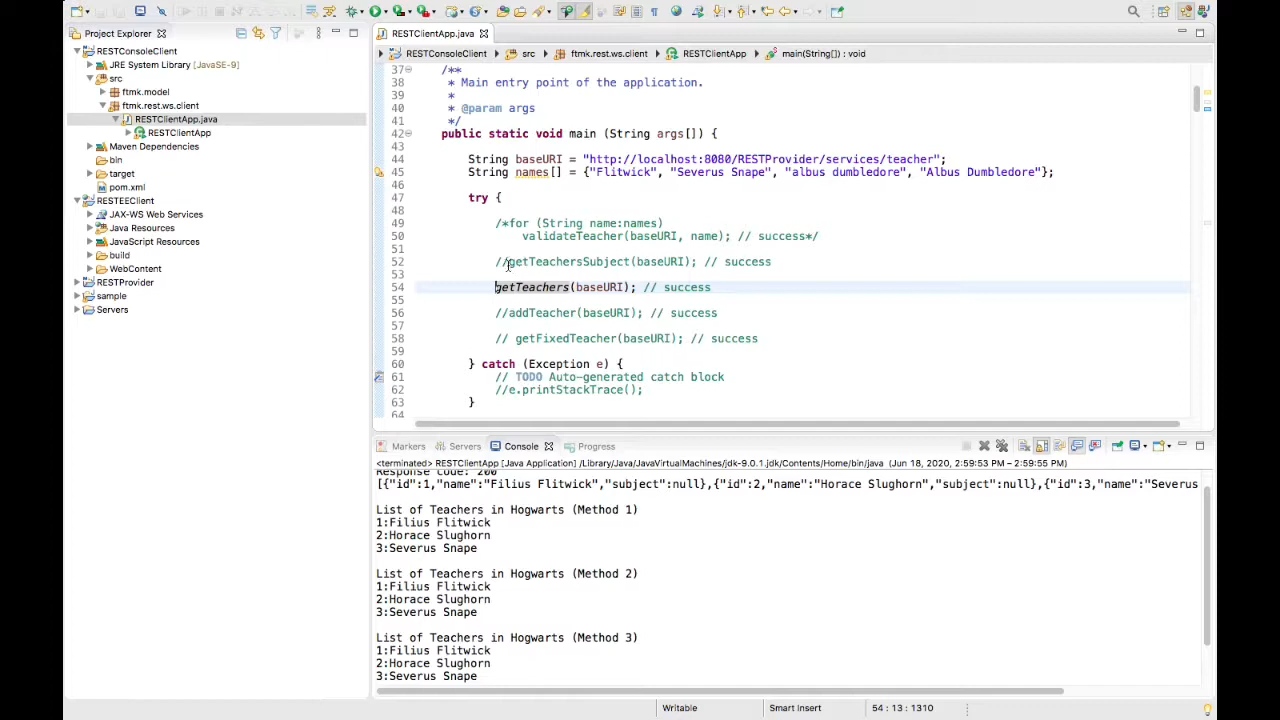 Project Explorer
RESTConsoleClient
JRE System Library [JavaSE-9]
src
ftmk.model
ftmk.rest.ws.client
RESTClientApp.java
RESTClientApp
Maven Dependencies
bin
target
pom.xml
RESTEEClient
JAX-WS Web Services
Java Resources
JavaScript Resources
build
WebContent
RESTProvider
sample
Servers
RESTClientApp.java
RESTConsoleClient src ftmk.rest.ws.client RESTClientApp main(String[]) : void
37 /**
38 * Main entry point of the application.
39 *
40 * @param args
41 */
42 public static void main (String args[]) {
43
44 String baseURI = "http://localhost:8080/RESTProvider/services/teacher";
45 String names[] = {"Flitwick", "Severus Snape", "albus dumbledore", "Albus Dumbledore"};
46
47 try {
48
49 /*for (String name:names)
50 validateTeacher(baseURI, name); // success*/
51
52 //getTeachersSubject(baseURI); // success
53
54 getTeachers(baseURI); // success
55
56 //addTeacher(baseURI); // success
57
58 // getFixedTeacher(baseURI); // success
59
60 } catch (Exception e) {
61 // TODO Auto-generated catch block
62 //e.printStackTrace();
63 }
64
Markers Servers Console Progress
<terminated> RESTClientApp [Java Application] /Library/Java/JavaVirtualMachines/jdk-9.0.1.jdk/Contents/Home/bin/java (Jun 18, 2020, 2:59:53 PM – 2:59:55 PM)
Response code: 200
[{"id":1,"name":"Filius Flitwick","subject":null},{"id":2,"name":"Horace Slughorn","subject":null},{"id":3,"name":"Severus
List of Teachers in Hogwarts (Method 1)
1:Filius Flitwick
2:Horace Slughorn
3:Severus Snape
List of Teachers in Hogwarts (Method 2)
1:Filius Flitwick
2:Horace Slughorn
3:Severus Snape
List of Teachers in Hogwarts (Method 3)
1:Filius Flitwick
2:Horace Slughorn
3:Severus Snape
Writable Smart Insert 54 : 13 : 1310